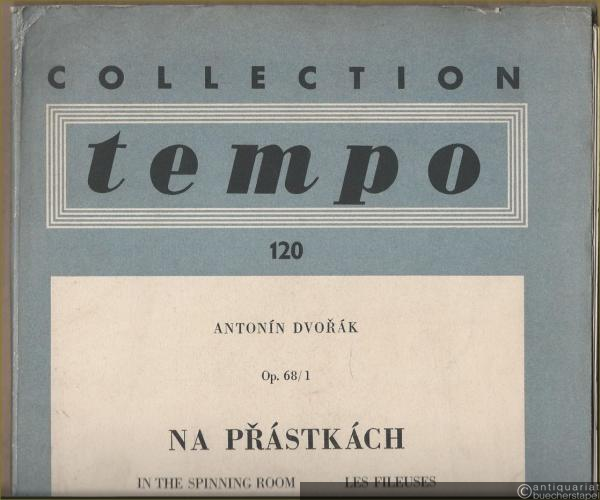 COLLECTION
tempo
120
ANTONÍN DVOŘÁK
Op. 68/1
NA PŘÁSTKÁCH
IN THE SPINNING ROOM LES FILEUSES
©antiquariat
buecherstapel